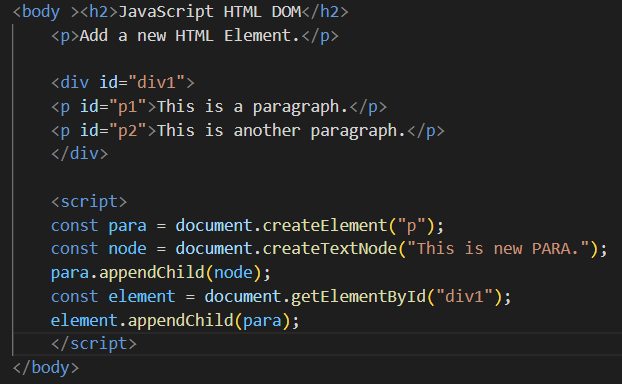 <body ><h2>JavaScript HTML DOM</h2>
    <p>Add a new HTML Element.</p>

    <div id="div1">
    <p id="p1">This is a paragraph.</p>
    <p id="p2">This is another paragraph.</p>
    </div>

    <script>
    const para = document.createElement("p");
    const node = document.createTextNode("This is new PARA.");
    para.appendChild(node);
    const element = document.getElementById("div1");
    element.appendChild(para);
    </script>
</body>